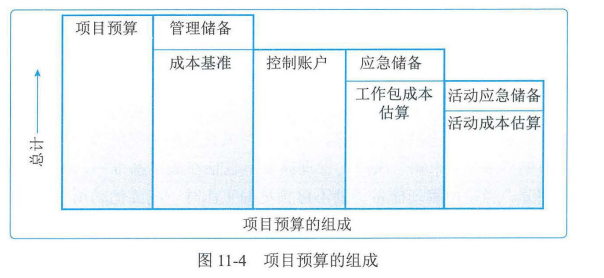 项目预算
管理储备
成本基准
控制账户
应急储备
工作包成本
估算
活动应急储备
活动成本估算
总计
项目预算的组成
图 11-4 项目预算的组成